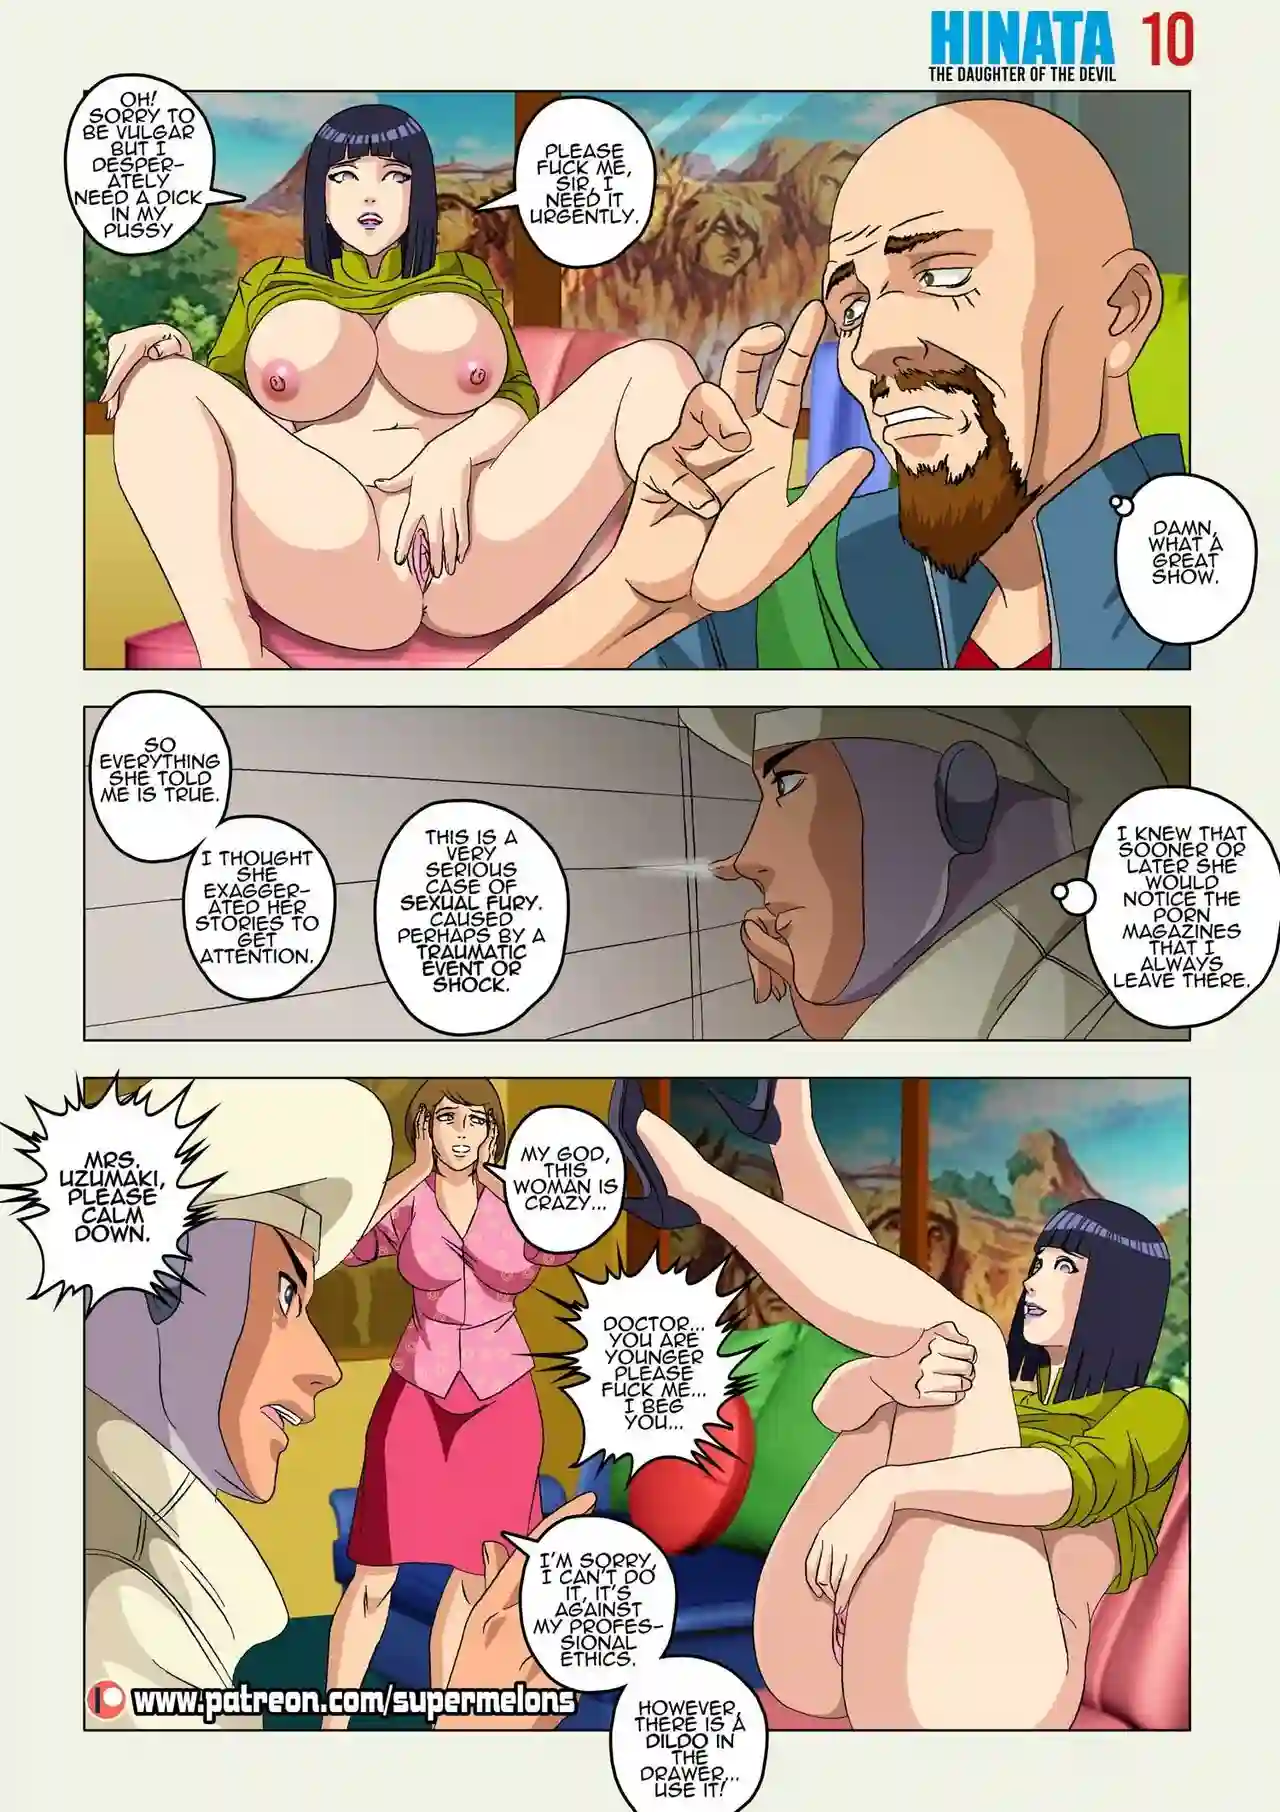 HINATA 10
THE DAUGHTER OF THE DEVIL
OH!
SORRY TO
BE VULGAR
BUT I
DESPER-
ATELY
NEED A DICK
IN MY
PUSSY
PLEASE
FUCK ME,
SIR, I
NEED IT
URGENTLY.
DAMN,
WHAT A
GREAT
SHOW.
SO
EVERYTHING
SHE TOLD
ME IS TRUE.
I THOUGHT
SHE
EXAGGER-
ATED HER
STORIES TO
GET
ATTENTION.
THIS IS A
VERY
SERIOUS
CASE OF
SEXUAL FURY.
CAUSED
PERHAPS BY A
TRAUMATIC
EVENT OR
SHOCK.
I KNEW THAT
SOONER OR
LATER SHE
WOULD
NOTICE THE
PORN
MAGAZINES
THAT I
ALWAYS
LEAVE THERE.
MRS.
UZUMAKI,
PLEASE
CALM
DOWN.
MY GOD,
THIS
WOMAN IS
CRAZY...
DOCTOR...
YOU ARE
YOUNGER
PLEASE
FUCK ME...
I BEG
YOU...
I'M SORRY,
I CAN'T DO
IT, IT'S
AGAINST
MY PROFES-
SIONAL
ETHICS.
HOWEVER,
THERE IS A
DILDO IN
THE
DRAWER...
USE IT!
www.patreon.com/supermelons